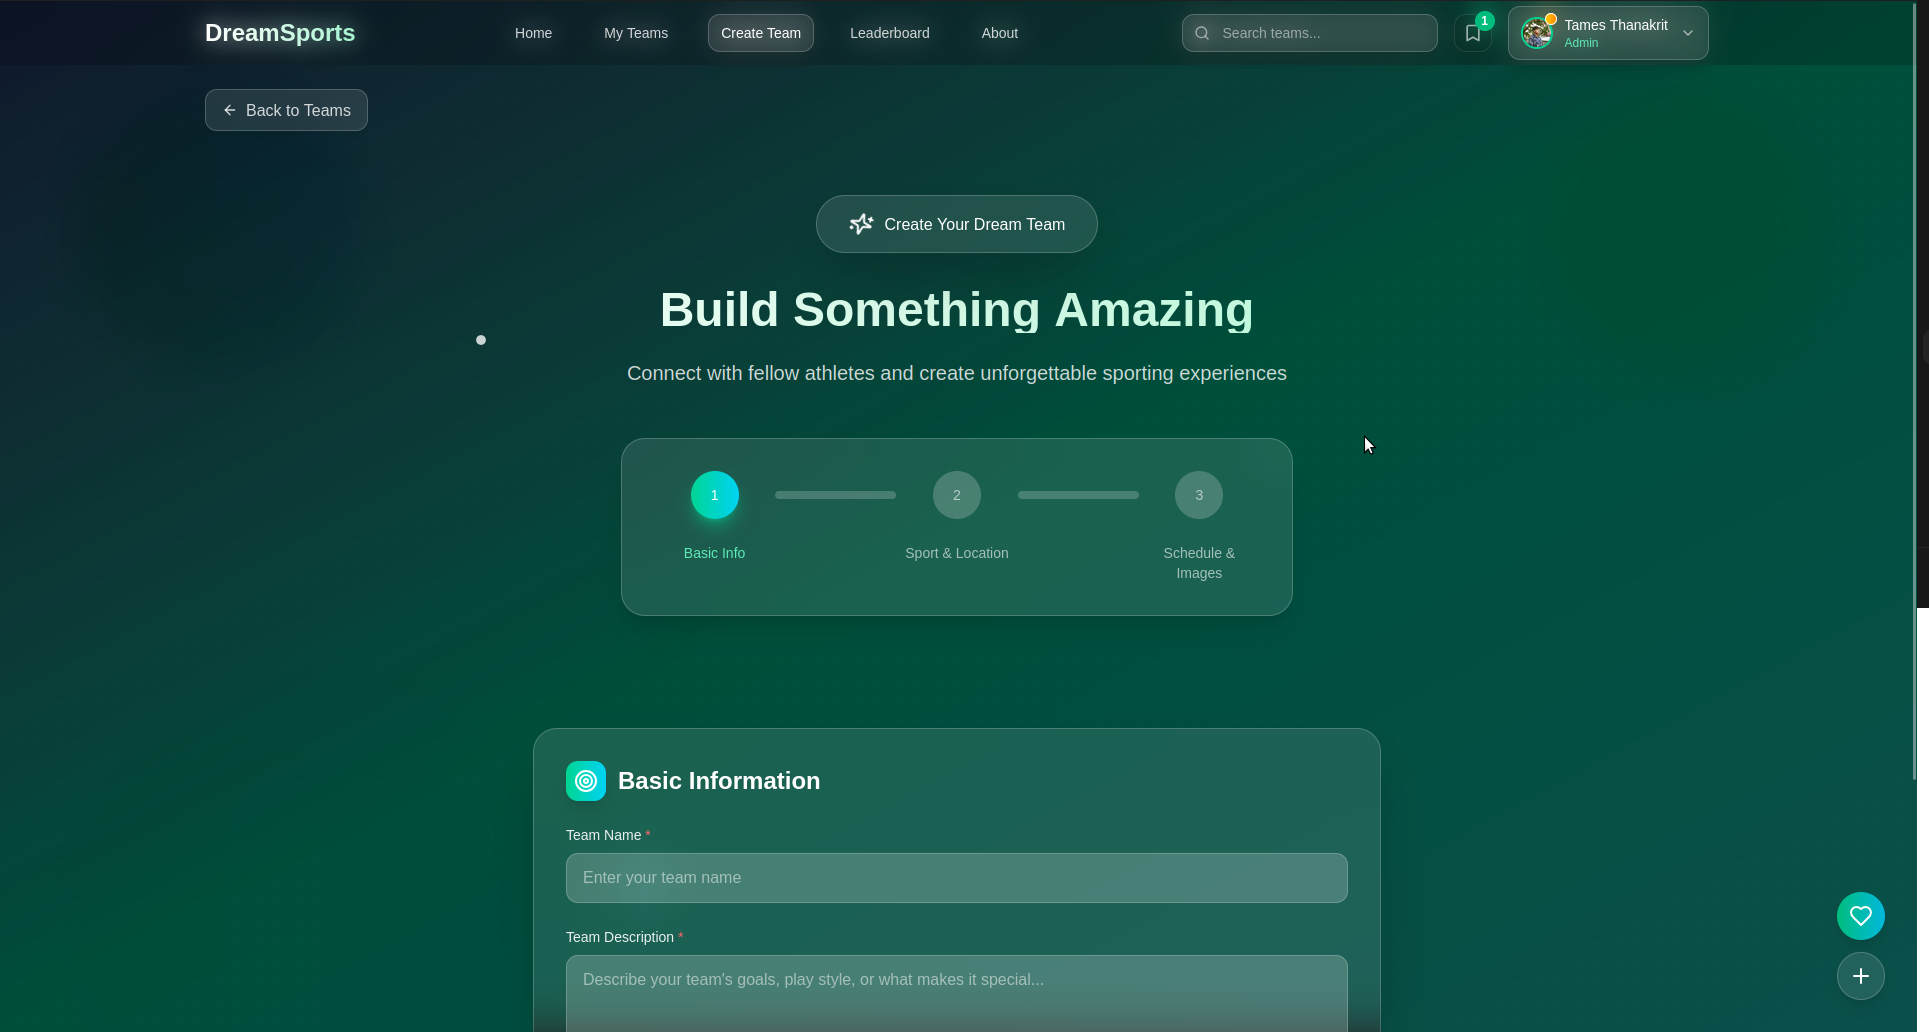 DreamSports
Home
My Teams
Create Team
Leaderboard
About
Search teams...
1
Tames Thanakrit
Admin
Back to Teams
Create Your Dream Team
Build Something Amazing
Connect with fellow athletes and create unforgettable sporting experiences
1
2
3
Basic Info
Sport & Location
Schedule &
Images
Basic Information
Team Name *
Enter your team name
Team Description *
Describe your team's goals, play style, or what makes it special...